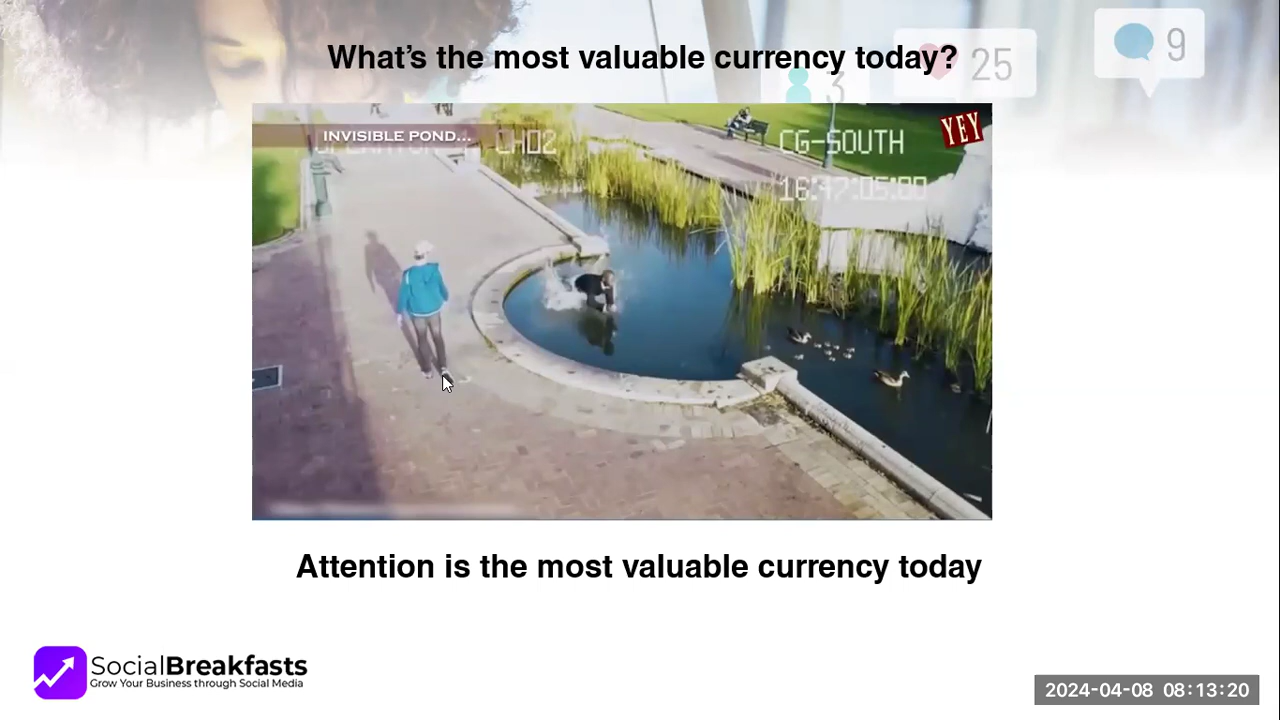 What's the most valuable currency today?
3
25
9
INVISIBLE POND...
CH02
CG-SOUTH
YEY
Attention is the most valuable currency today
SocialBreakfasts
Grow Your Business through Social Media
2024-04-08 08:13:20